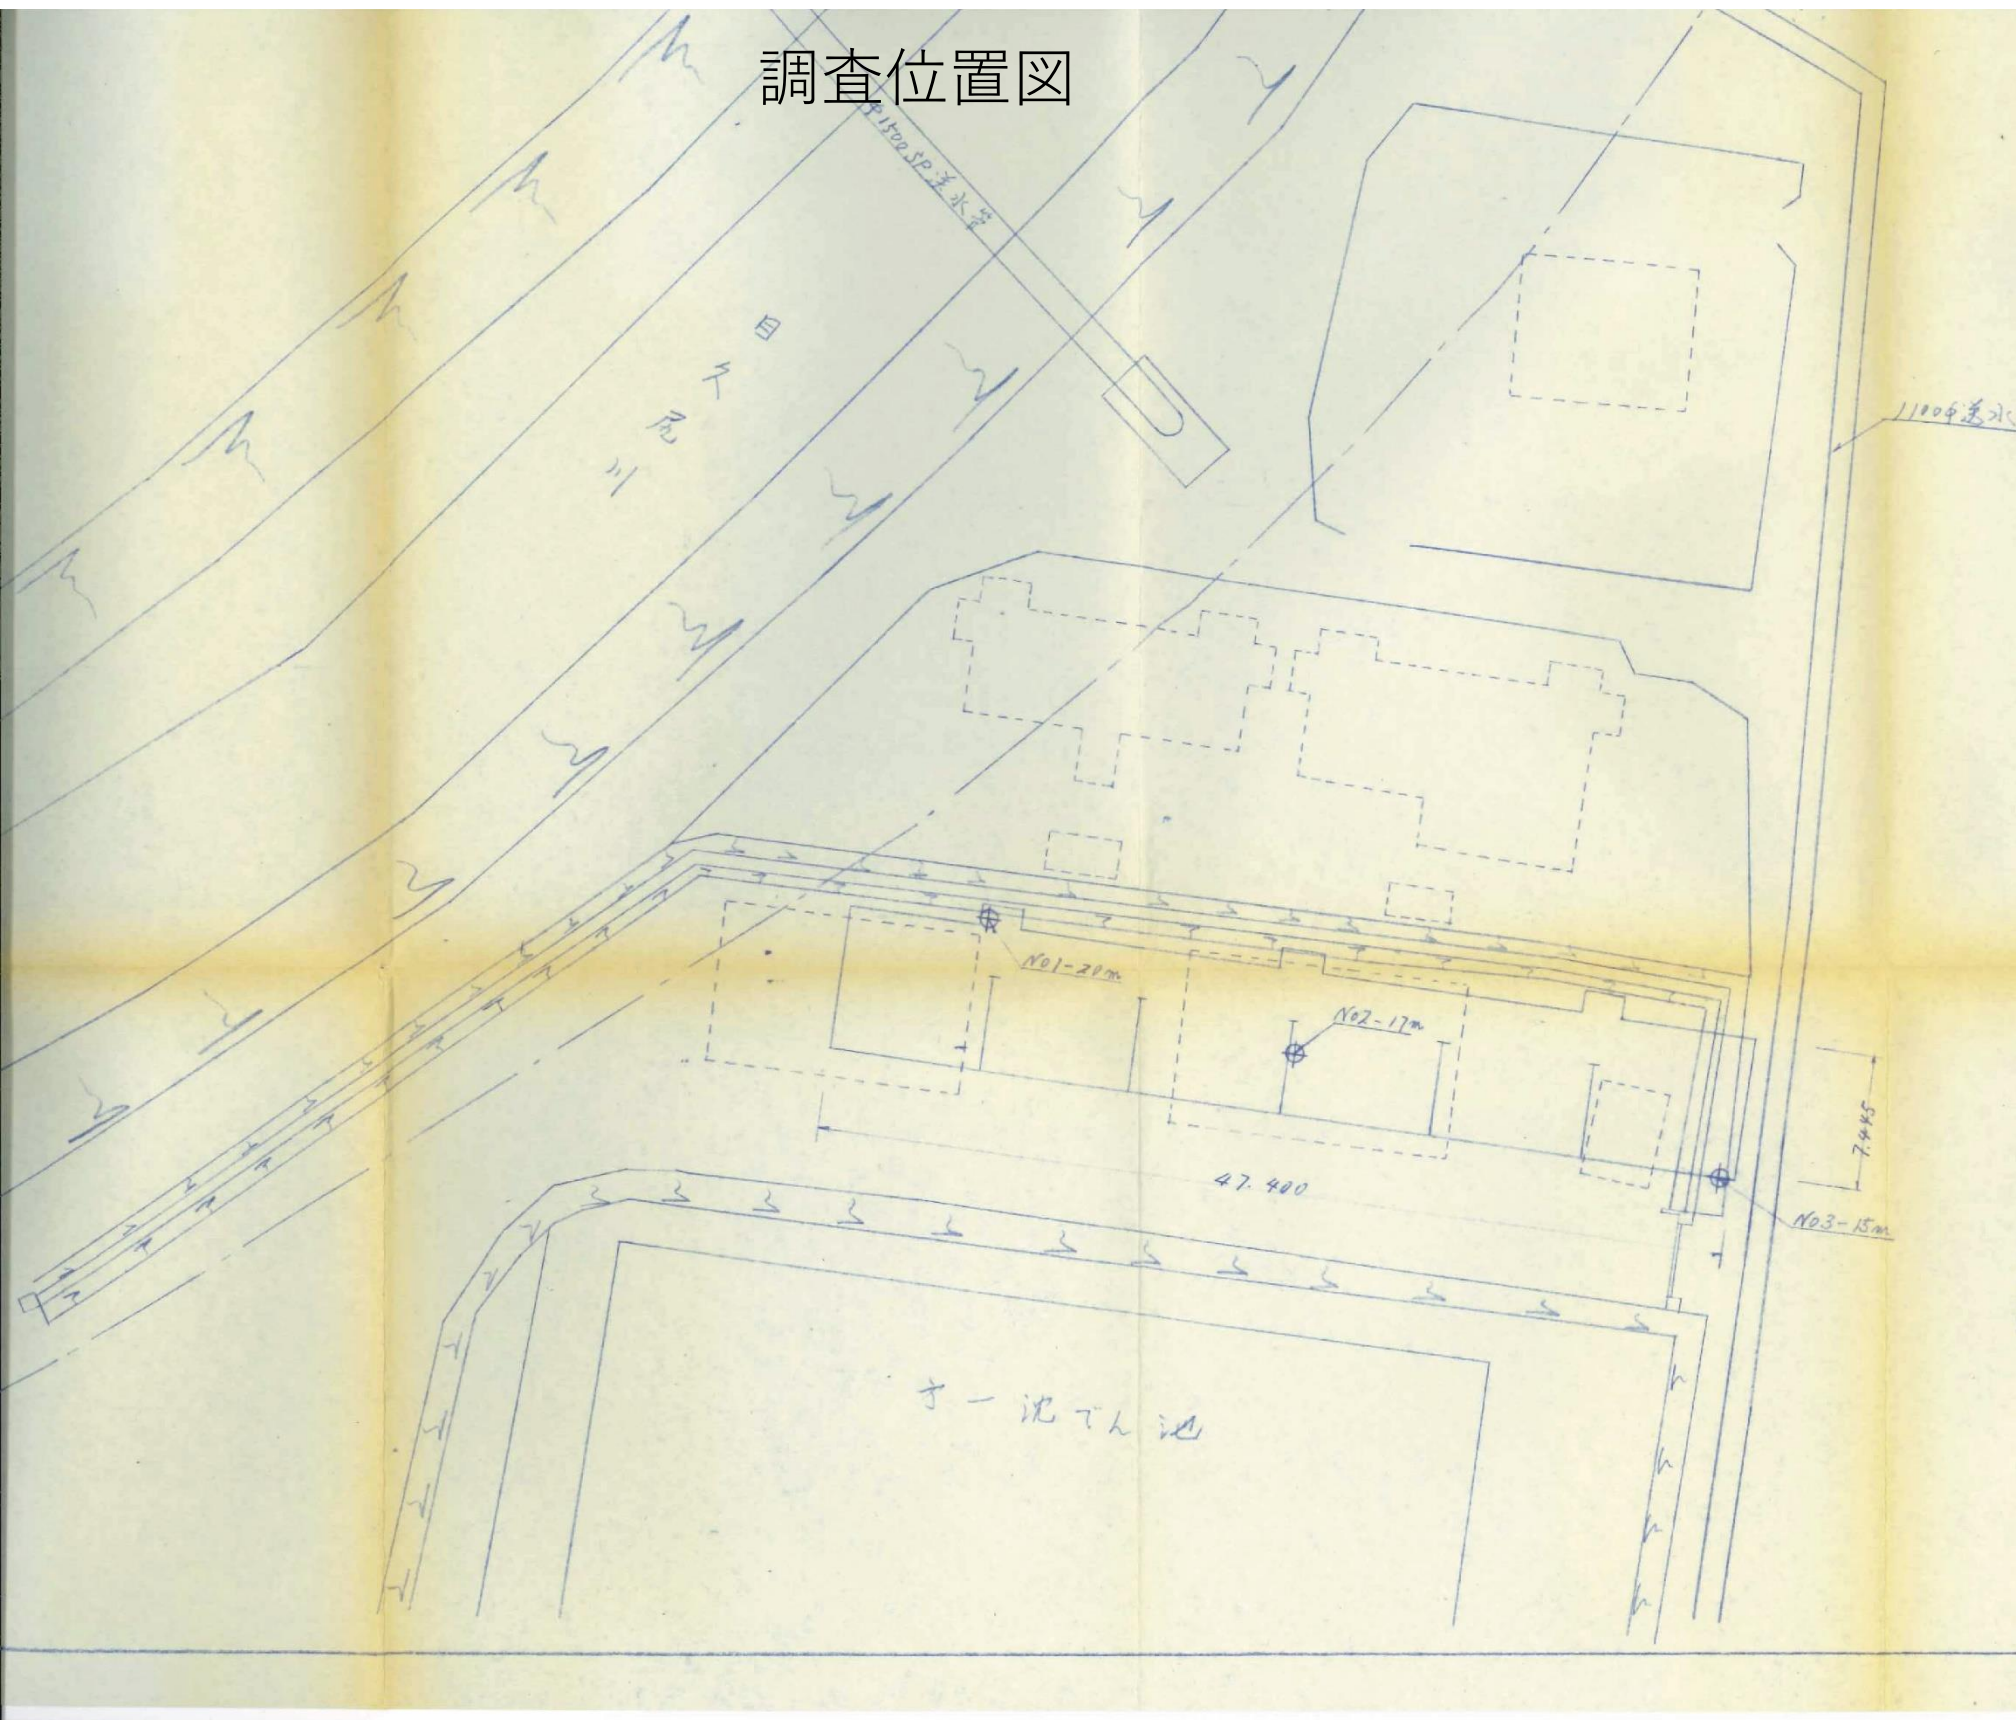 調査位置図
φ1500 SP送水管
目久尻川
1100φ送水
No1-20m
No2-17m
7.445
47.400
No3-15m
才一沈でん池